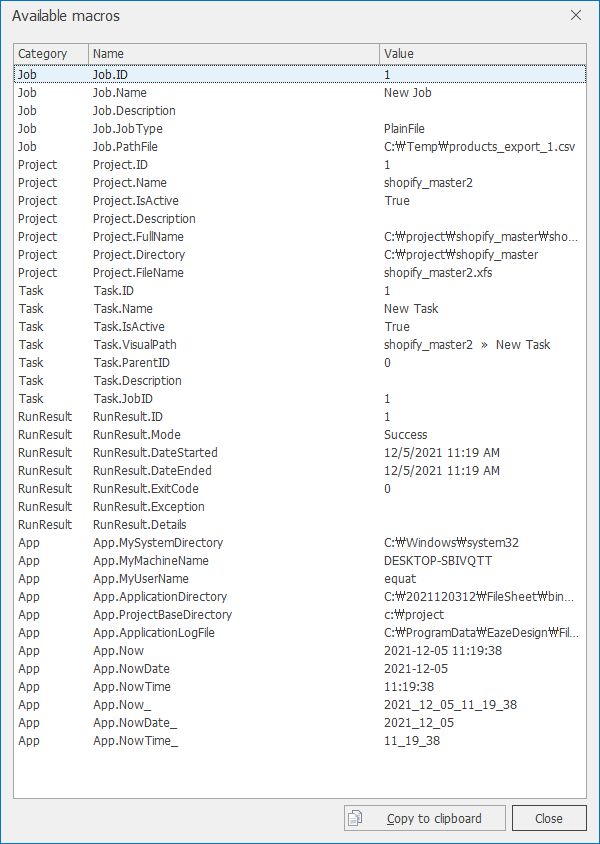 Available macros
Category Name Value
Job Job.ID 1
Job Job.Name New Job
Job Job.Description
Job Job.JobType PlainFile
Job Job.PathFile C:₩Temp₩products_export_1.csv
Project Project.ID 1
Project Project.Name shopify_master2
Project Project.IsActive True
Project Project.Description
Project Project.FullName C:₩project₩shopify_master₩sho...
Project Project.Directory C:₩project₩shopify_master
Project Project.FileName shopify_master2.xfs
Task Task.ID 1
Task Task.Name New Task
Task Task.IsActive True
Task Task.VisualPath shopify_master2 » New Task
Task Task.ParentID 0
Task Task.Description
Task Task.JobID 1
RunResult RunResult.ID 1
RunResult RunResult.Mode Success
RunResult RunResult.DateStarted 12/5/2021 11:19 AM
RunResult RunResult.DateEnded 12/5/2021 11:19 AM
RunResult RunResult.ExitCode 0
RunResult RunResult.Exception
RunResult RunResult.Details
App App.MySystemDirectory C:₩Windows₩system32
App App.MyMachineName DESKTOP-SBIVQTT
App App.MyUserName equat
App App.ApplicationDirectory C:₩2021120312₩FileSheet₩bin...
App App.ProjectBaseDirectory c:₩project
App App.ApplicationLogFile C:₩ProgramData₩EazeDesign₩Fil...
App App.Now 2021-12-05 11:19:38
App App.NowDate 2021-12-05
App App.NowTime 11:19:38
App App.Now_ 2021_12_05_11_19_38
App App.NowDate_ 2021_12_05
App App.NowTime_ 11_19_38
Copy to clipboard Close